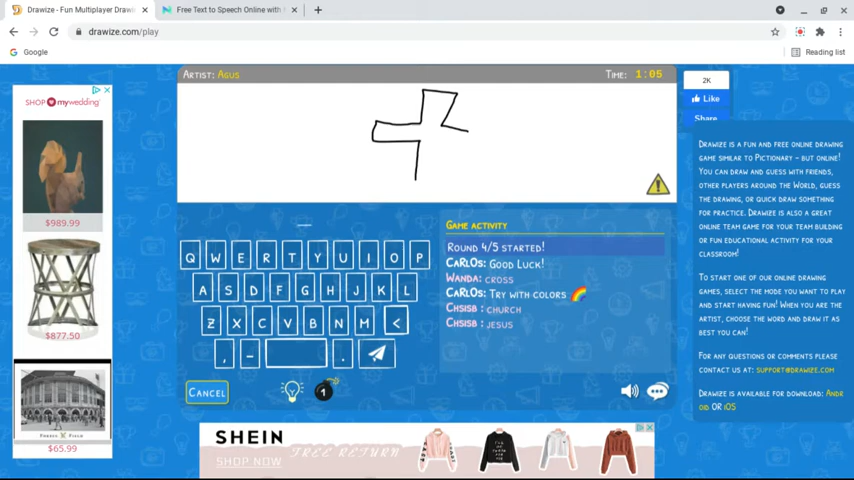 Drawize - Fun Multiplayer Drawin
Free Text to Speech Online with
drawize.com/play
Google
Reading list
SHOP mywedding
$989.99
$877.50
$65.99
Artist: Agus
Time: 1:05
Q W E R T Y U I O P
A S D F G H J K L
Z X C V B N M <
, - .
Cancel
1
Game activity
Round 4/5 started!
CaRlOs: Good Luck!
Wanda: cross
CaRlOs: Try with colors 🌈
Chsisb: church
Chsisb: jesus
2K
Like
Share
Drawize is a fun and free online drawing
game similar to Pictionary - but online!
You can draw and guess with friends,
other players around the World, guess
the drawing, or quick draw something
for practice. Drawize is also a great
online team game for your team building
or fun educational activity for your
classroom!
To start one of our online drawing
games, select the mode you want to play
and start having fun! When you are the
artist, choose the word and draw it as
best you can!
For any questions or comments please
contact us at: support@drawize.com
Drawize is available for download: Andr
oid or iOS
SHEIN
SHOP NOW
FREE RETURN